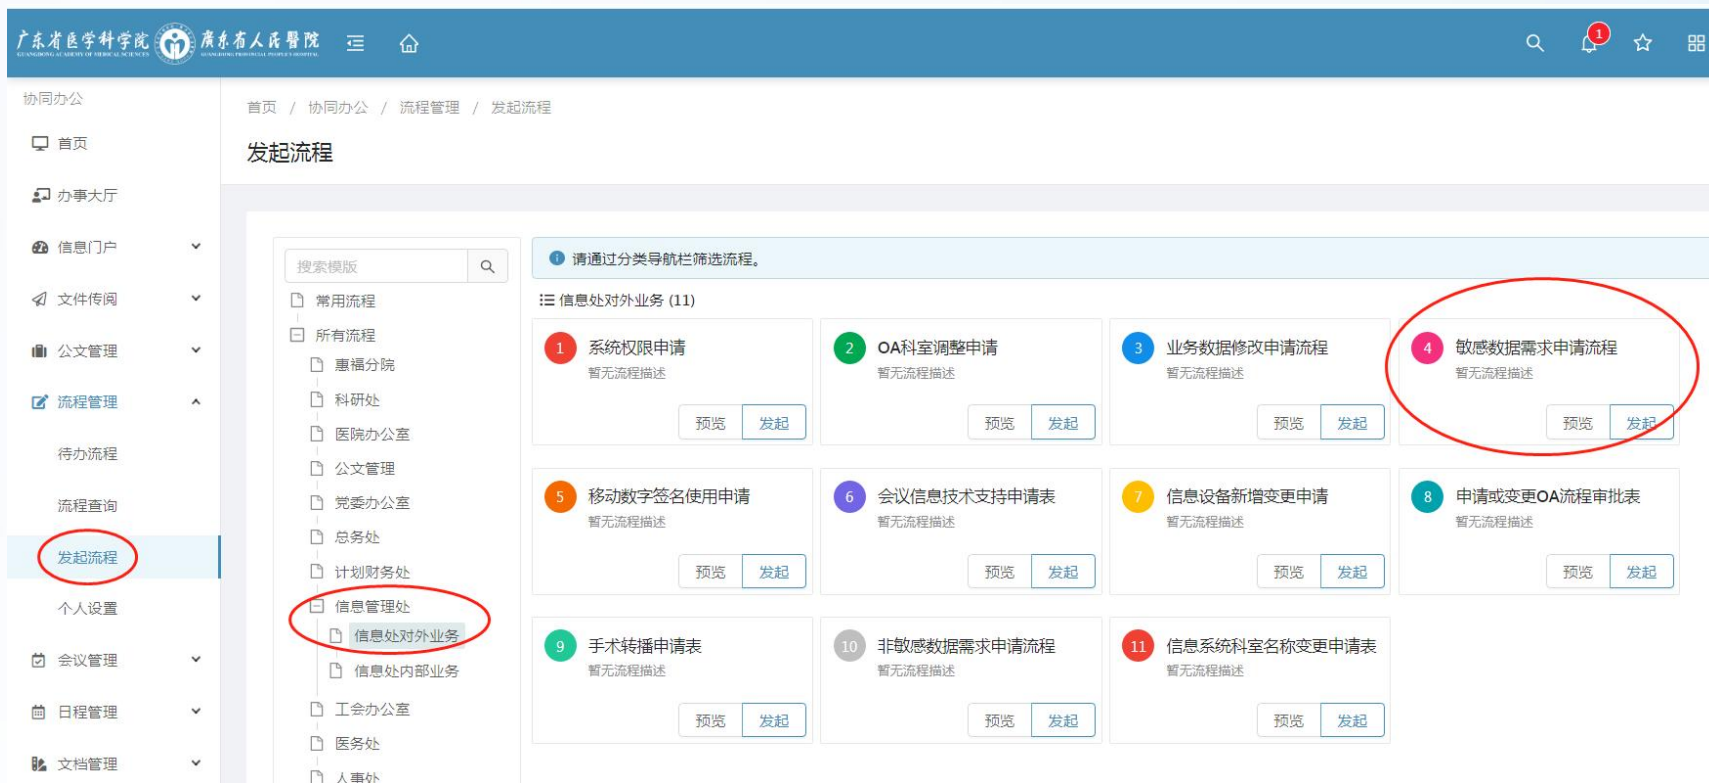 广东省医学科学院
GUANGDONG ACADEMY OF MEDICAL SCIENCES
廣东省人民醫院
GUANGDONG PROVINCIAL PEOPLE'S HOSPITAL
1
协同办公
首页
办事大厅
信息门户
文件传阅
公文管理
流程管理
待办流程
流程查询
发起流程
个人设置
会议管理
日程管理
文档管理
首页 / 协同办公 / 流程管理 / 发起流程
发起流程
搜索模版
常用流程
所有流程
惠福分院
科研处
医院办公室
公文管理
党委办公室
总务处
计划财务处
信息管理处
信息处对外业务
信息处内部业务
工会办公室
医务处
人事处
请通过分类导航栏筛选流程。
信息处对外业务 (11)
1 系统权限申请
暂无流程描述
预览 发起
2 OA科室调整申请
暂无流程描述
预览 发起
3 业务数据修改申请流程
暂无流程描述
预览 发起
4 敏感数据需求申请流程
暂无流程描述
预览 发起
5 移动数字签名使用申请
暂无流程描述
预览 发起
6 会议信息技术支持申请表
暂无流程描述
预览 发起
7 信息设备新增变更申请
暂无流程描述
预览 发起
8 申请或变更OA流程审批表
暂无流程描述
预览 发起
9 手术转播申请表
暂无流程描述
预览 发起
10 非敏感数据需求申请流程
暂无流程描述
预览 发起
11 信息系统科室名称变更申请表
暂无流程描述
预览 发起